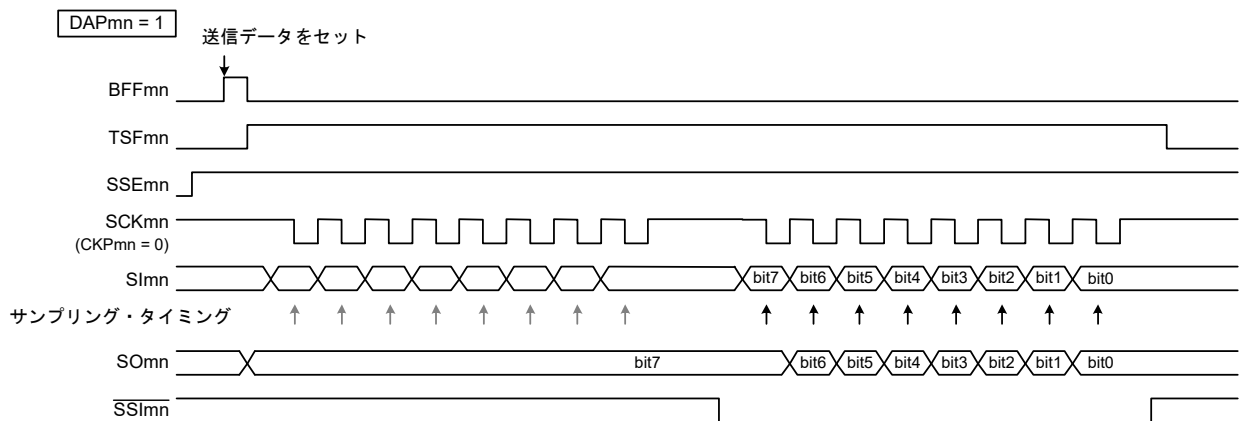 DAPmn = 1
送信データをセット
BFFmn
TSFmn
SSEmn
SCKmn
(CKPmn = 0)
SImn
bit7 bit6 bit5 bit4 bit3 bit2 bit1 bit0
サンプリング・タイミング
SOmn
bit7 bit6 bit5 bit4 bit3 bit2 bit1 bit0
SSImn